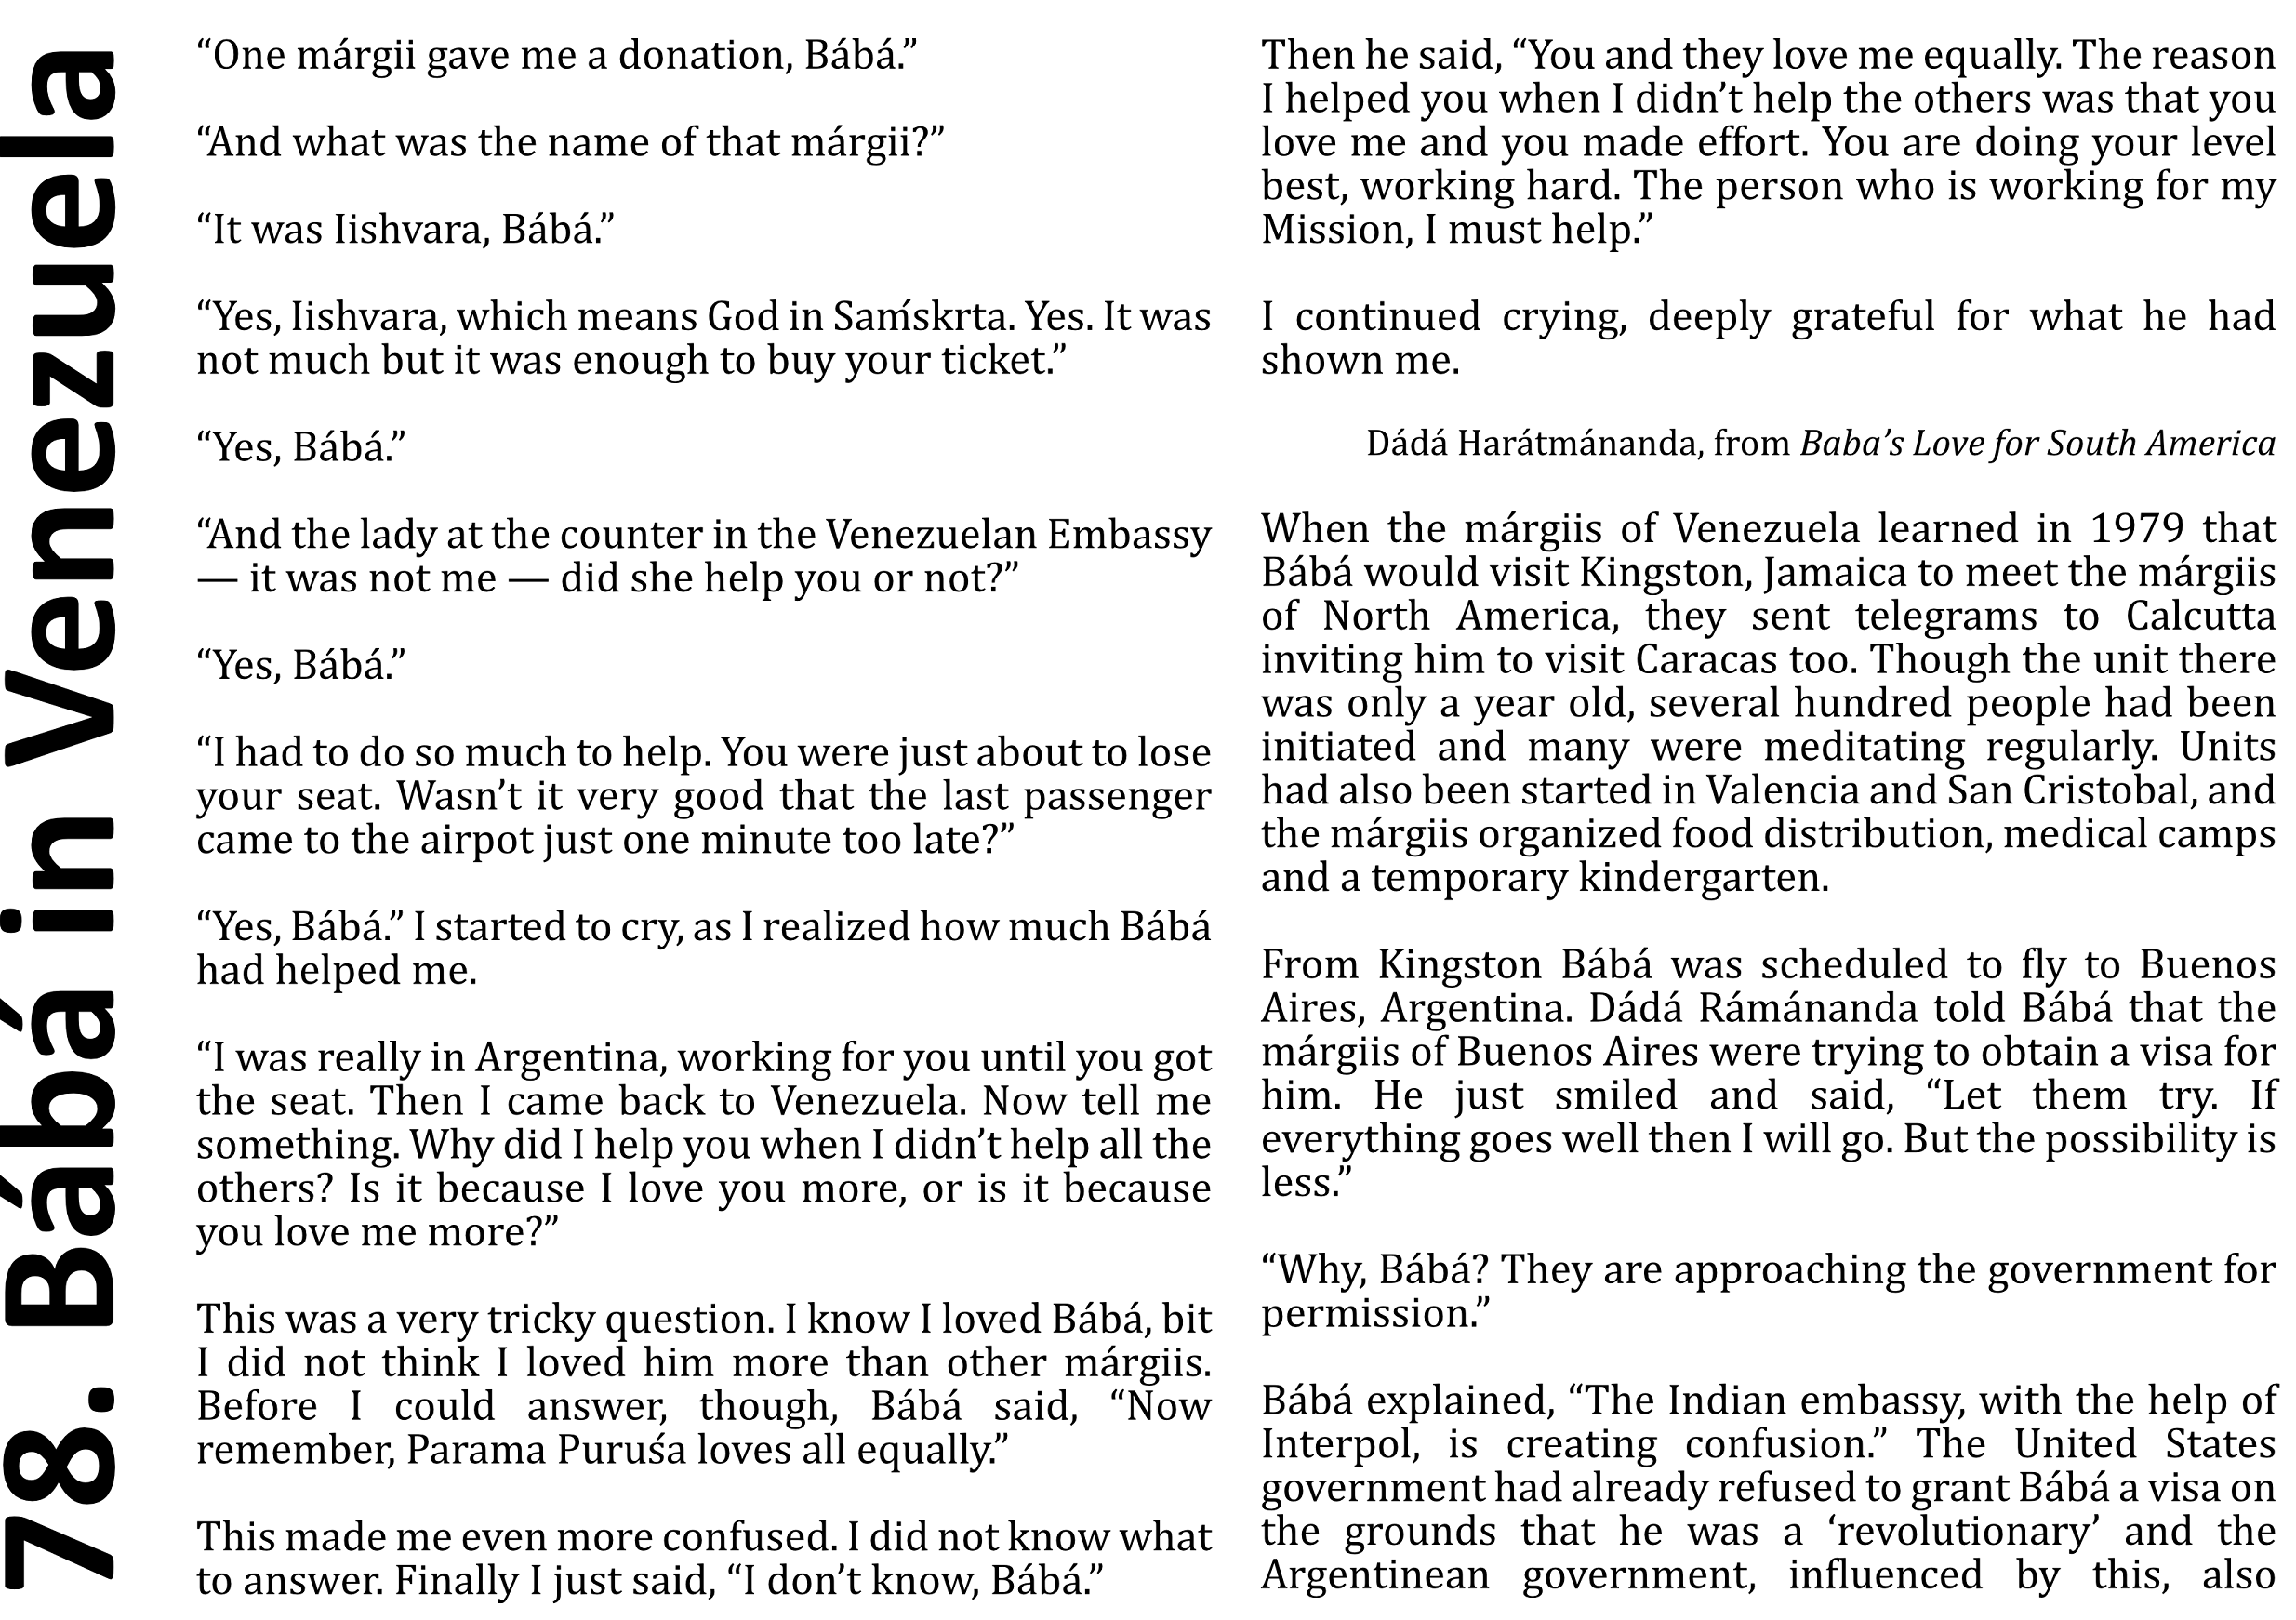 78. Bábá in Venezuela
“One márgii gave me a donation, Bábá.”
“And what was the name of that márgii?”
“It was Iishvara, Bábá.”
“Yes, Iishvara, which means God in Saḿskrta. Yes. It was
not much but it was enough to buy your ticket.”
“Yes, Bábá.”
“And the lady at the counter in the Venezuelan Embassy
— it was not me — did she help you or not?”
“Yes, Bábá.”
“I had to do so much to help. You were just about to lose
your seat. Wasn’t it very good that the last passenger
came to the airpot just one minute too late?”
“Yes, Bábá.” I started to cry, as I realized how much Bábá
had helped me.
“I was really in Argentina, working for you until you got
the seat. Then I came back to Venezuela. Now tell me
something. Why did I help you when I didn’t help all the
others? Is it because I love you more, or is it because
you love me more?”
This was a very tricky question. I know I loved Bábá, bit
I did not think I loved him more than other márgiis.
Before I could answer, though, Bábá said, “Now
remember, Parama Puruśa loves all equally.”
This made me even more confused. I did not know what
to answer. Finally I just said, “I don’t know, Bábá.”
Then he said, “You and they love me equally. The reason
I helped you when I didn’t help the others was that you
love me and you made effort. You are doing your level
best, working hard. The person who is working for my
Mission, I must help.”
I continued crying, deeply grateful for what he had
shown me.
Dádá Harátmánanda, from Baba’s Love for South America
When the márgiis of Venezuela learned in 1979 that
Bábá would visit Kingston, Jamaica to meet the márgiis
of North America, they sent telegrams to Calcutta
inviting him to visit Caracas too. Though the unit there
was only a year old, several hundred people had been
initiated and many were meditating regularly. Units
had also been started in Valencia and San Cristobal, and
the márgiis organized food distribution, medical camps
and a temporary kindergarten.
From Kingston Bábá was scheduled to fly to Buenos
Aires, Argentina. Dádá Rámánanda told Bábá that the
márgiis of Buenos Aires were trying to obtain a visa for
him. He just smiled and said, “Let them try. If
everything goes well then I will go. But the possibility is
less.”
“Why, Bábá? They are approaching the government for
permission.”
Bábá explained, “The Indian embassy, with the help of
Interpol, is creating confusion.” The United States
government had already refused to grant Bábá a visa on
the grounds that he was a ‘revolutionary’ and the
Argentinean government, influenced by this, also